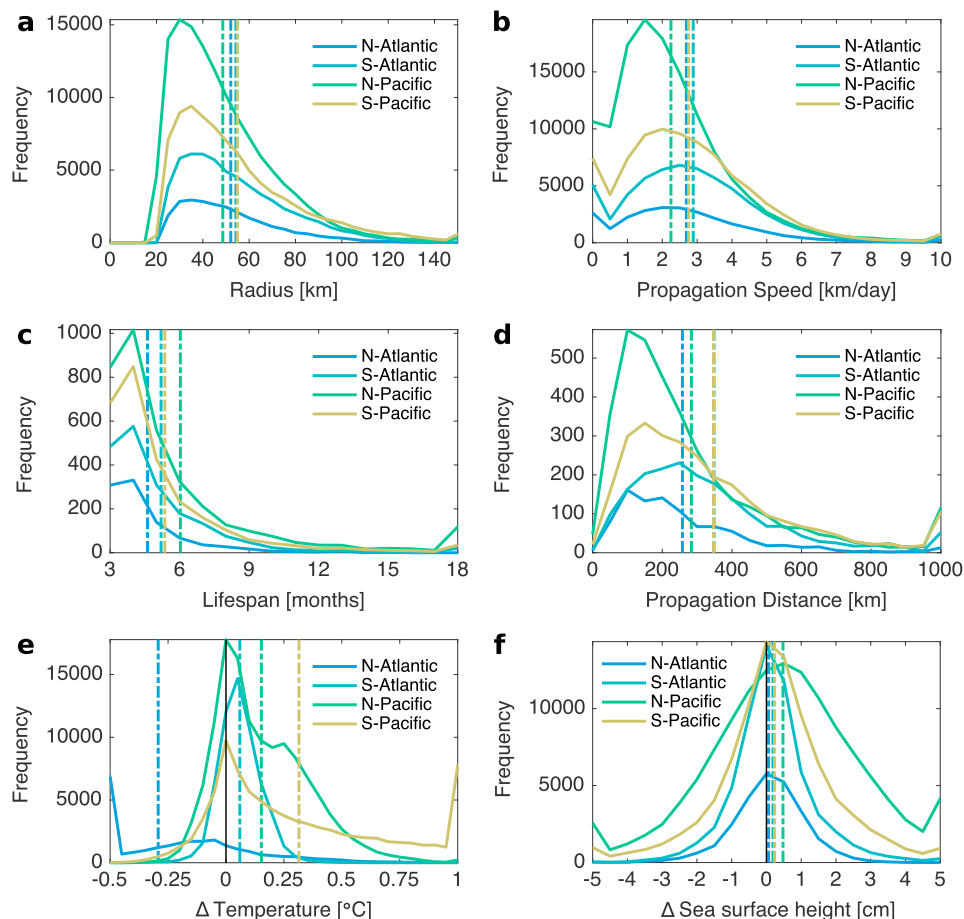 a
15000
10000
5000
0
Frequency
N-Atlantic
S-Atlantic
N-Pacific
S-Pacific
0 20 40 60 80 100 120 140
Radius [km]
b
15000
10000
5000
0
Frequency
N-Atlantic
S-Atlantic
N-Pacific
S-Pacific
0 1 2 3 4 5 6 7 8 9 10
Propagation Speed [km/day]
c
1000
800
600
400
200
0
Frequency
N-Atlantic
S-Atlantic
N-Pacific
S-Pacific
3 6 9 12 15 18
Lifespan [months]
d
500
400
300
200
100
0
Frequency
N-Atlantic
S-Atlantic
N-Pacific
S-Pacific
0 200 400 600 800 1000
Propagation Distance [km]
e
15000
10000
5000
0
Frequency
N-Atlantic
S-Atlantic
N-Pacific
S-Pacific
-0.5 -0.25 0 0.25 0.5 0.75 1
Δ Temperature [°C]
f
10000
5000
0
Frequency
N-Atlantic
S-Atlantic
N-Pacific
S-Pacific
-5 -4 -3 -2 -1 0 1 2 3 4 5
Δ Sea surface height [cm]